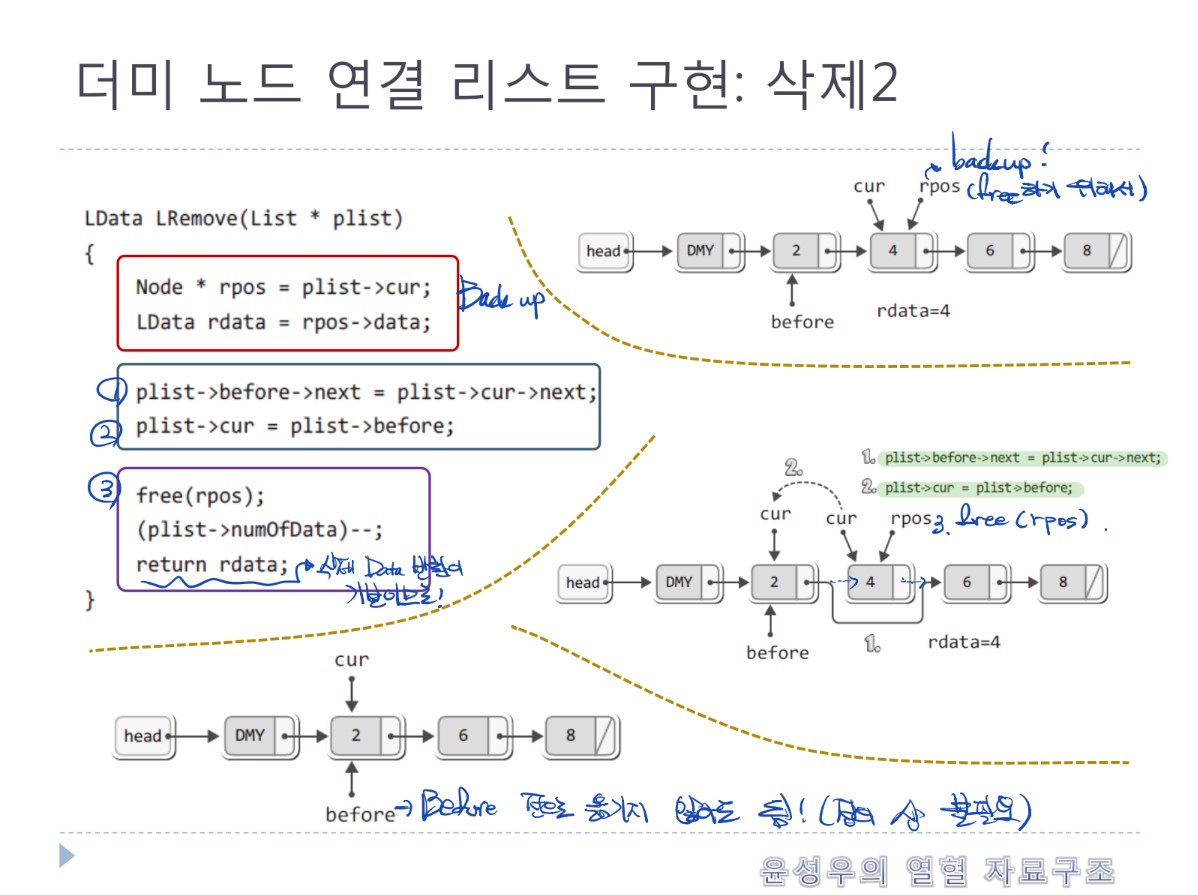 더미 노드 연결 리스트 구현: 삭제2
LData LRemove(List * plist)
{
Node * rpos = plist->cur;
LData rdata = rpos->data;
Back up
① plist->before->next = plist->cur->next;
② plist->cur = plist->before;
③ free(rpos);
(plist->numOfData)--;
return rdata; → 삭제 Data 반환이
기본이므로!
}
backup!
(free하기 위해서)
cur rpos
head DMY 2 4 6 8
before rdata=4
1. plist->before->next = plist->cur->next;
2. plist->cur = plist->before;
2.
cur cur rpos 3. free(rpos).
head DMY 2 4 6 8
before 1. rdata=4
cur
head DMY 2 6 8
before → Before 전으로 옮기지 않아도 됨! (정의 상 불필요)
윤성우의 열혈 자료구조